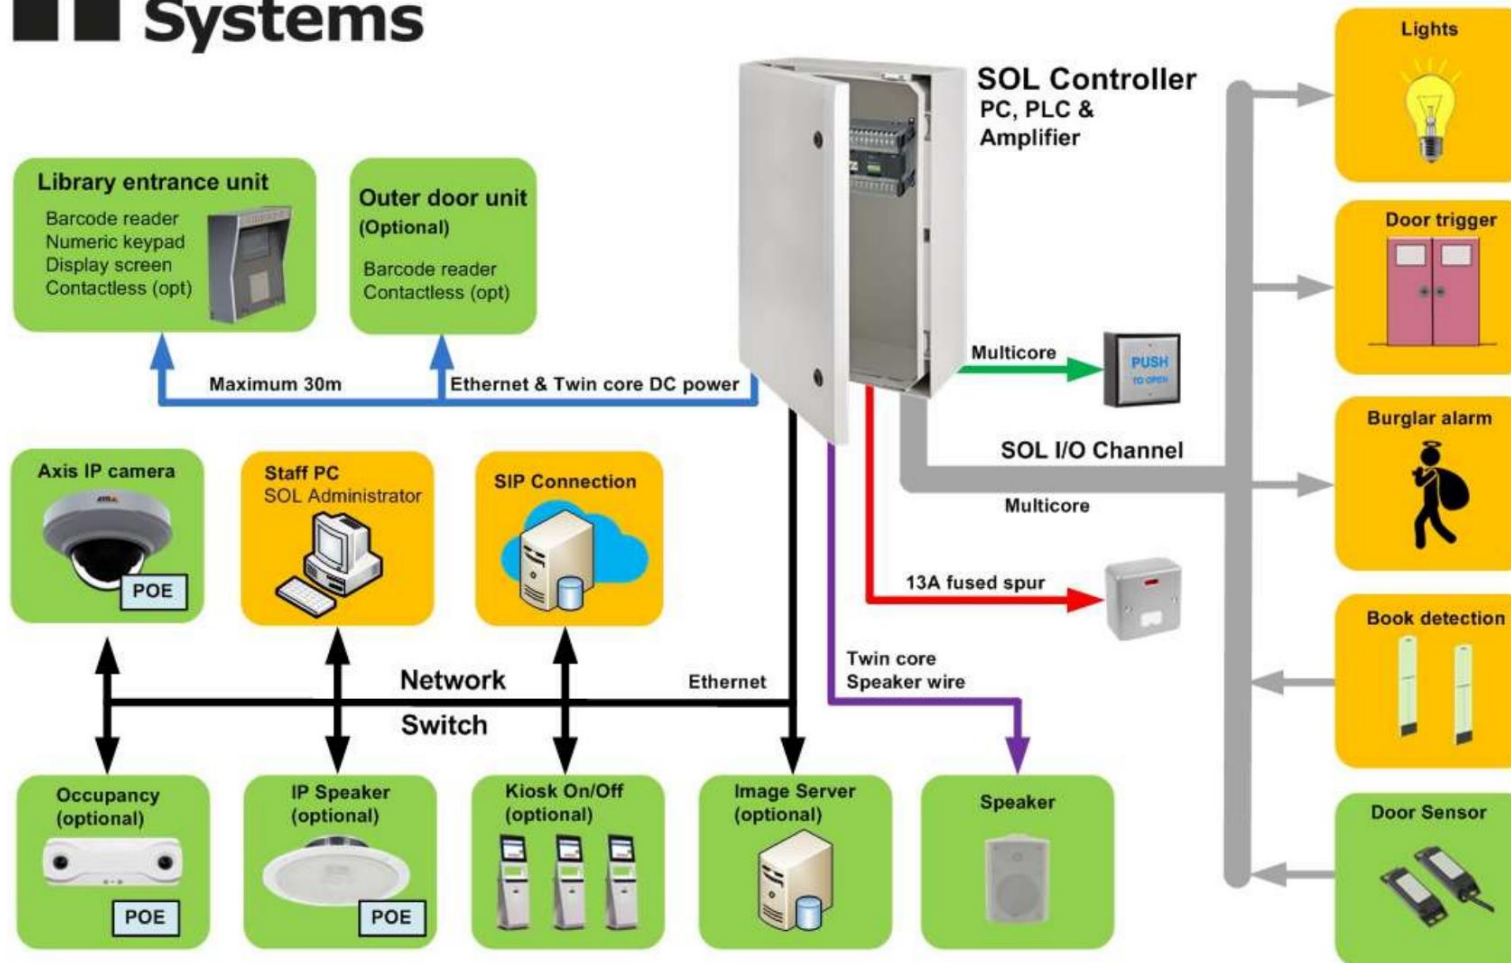 Systems
SOL Controller
PC, PLC &
Amplifier
Lights
Library entrance unit
Barcode reader
Numeric keypad
Display screen
Contactless (opt)
Outer door unit
(Optional)
Barcode reader
Contactless (opt)
Door trigger
Maximum 30m
Ethernet & Twin core DC power
Multicore
PUSH
TO OPEN
Burglar alarm
SOL I/O Channel
Multicore
Axis IP camera
POE
Staff PC
SOL Administrator
SIP Connection
13A fused spur
Book detection
Network
Switch
Ethernet
Twin core
Speaker wire
Occupancy
(optional)
POE
IP Speaker
(optional)
POE
Kiosk On/Off
(optional)
Image Server
(optional)
Speaker
Door Sensor